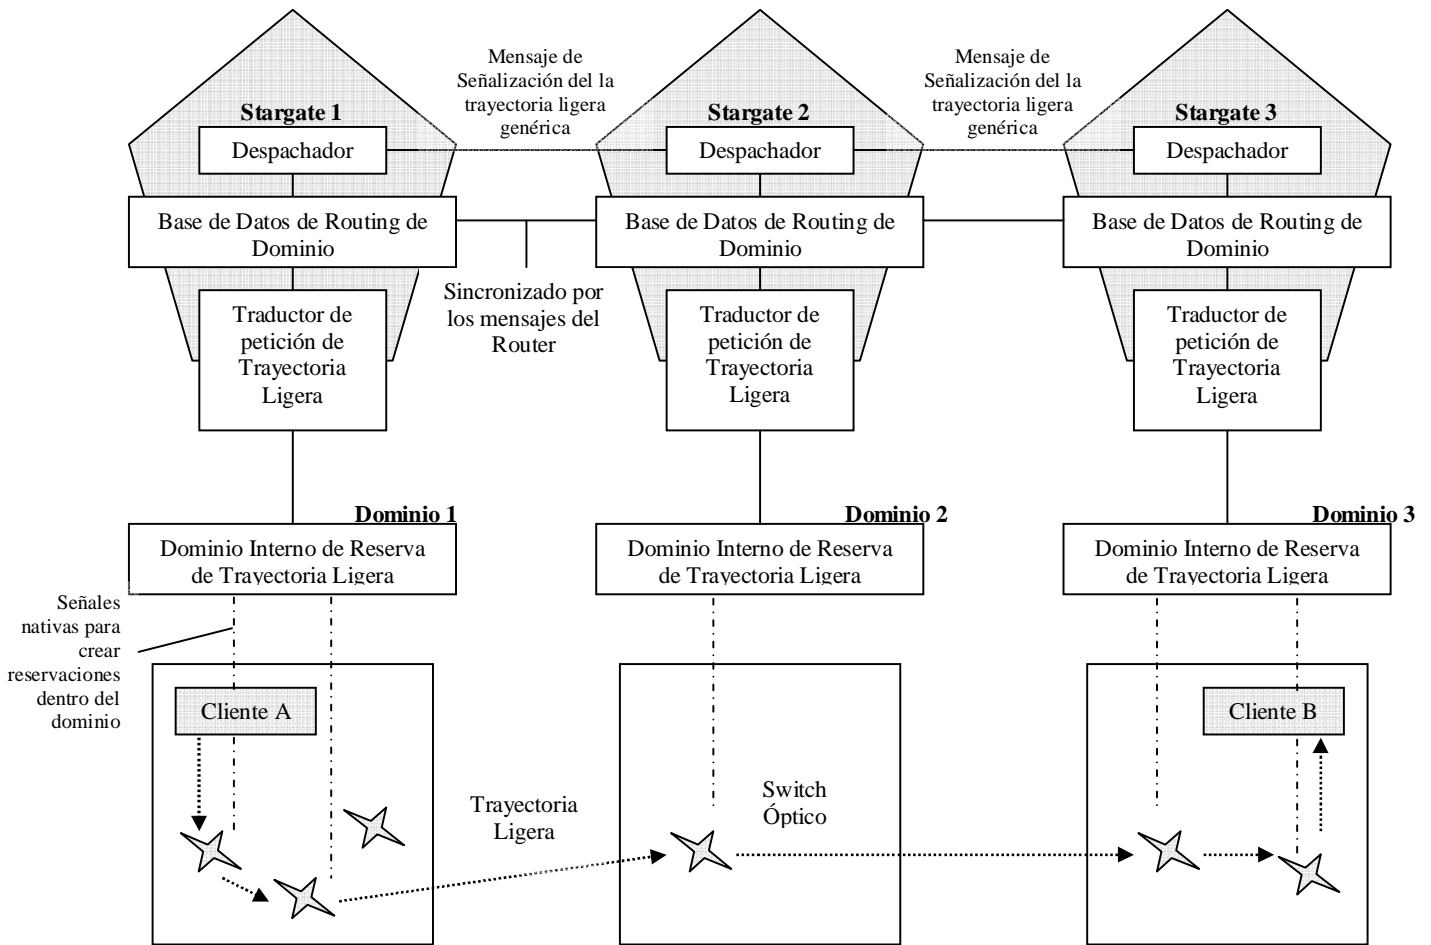 Mensaje de
Señalización del la
trayectoria ligera
genérica
Mensaje de
Señalización del la
trayectoria ligera
genérica
Stargate 1
Stargate 2
Stargate 3
Despachador
Despachador
Despachador
Base de Datos de Routing de
Dominio
Base de Datos de Routing de
Dominio
Base de Datos de Routing de
Dominio
Sincronizado por
los mensajes del
Router
Traductor de
petición de
Trayectoria
Ligera
Traductor de
petición de
Trayectoria
Ligera
Traductor de
petición de
Trayectoria
Ligera
Dominio 1
Dominio 2
Dominio 3
Dominio Interno de Reserva
de Trayectoria Ligera
Dominio Interno de Reserva
de Trayectoria Ligera
Dominio Interno de Reserva
de Trayectoria Ligera
Señales
nativas para
crear
reservaciones
dentro del
dominio
Cliente A
Cliente B
Trayectoria
Ligera
Switch
Óptico